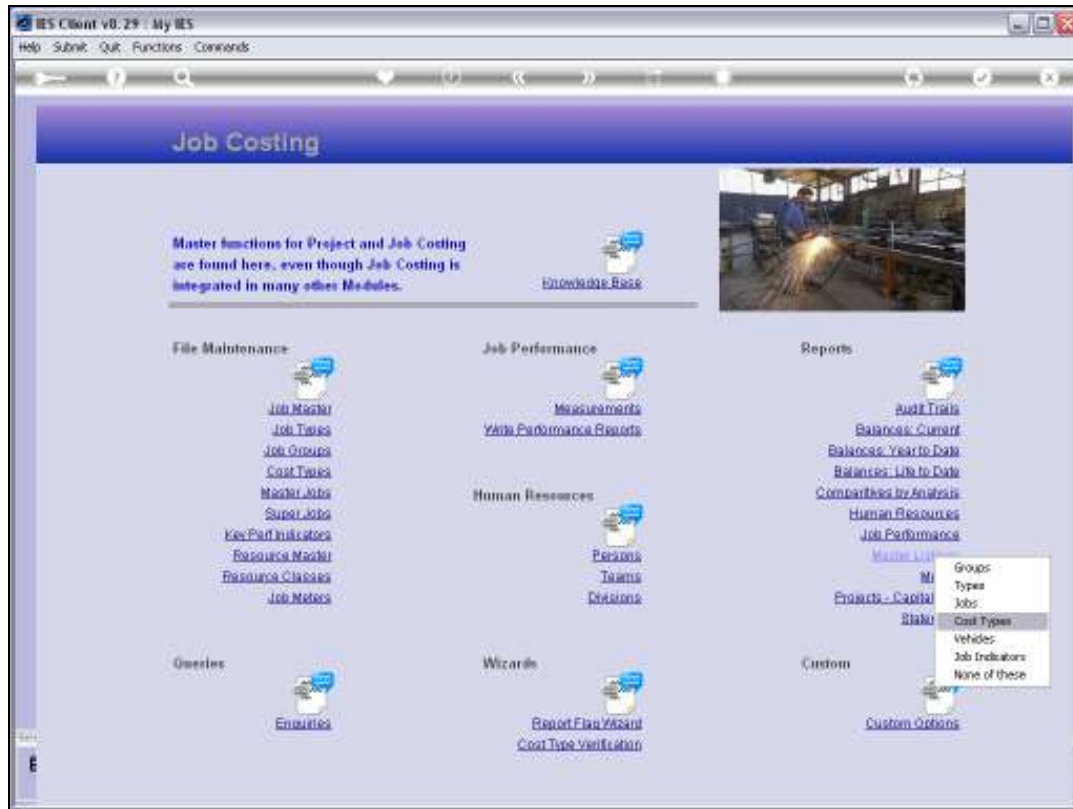 IES Client v8.29 : My IES
Help Submit Quit Functions Commands
Job Costing
Master functions for Project and Job Costing
are found here, even though Job Costing is
integrated in many other Modules.
Knowledge Base
File Maintenance
Job Master
Job Types
Job Groups
Cost Types
Master Jobs
Super Jobs
Key Perf Indicators
Resource Master
Resource Classes
Job Meters
Job Performance
Measurements
Write Performance Reports
Human Resources
Persons
Teams
Divisions
Reports
Audit Trails
Balances: Current
Balances: Year to Date
Balances: Life to Date
Comparitives by Analysis
Human Resources
Job Performance
Master
Projects - Capital
Groups
Types
Jobs
Cost Types
Vehicles
Job Indicators
None of these
Queries
Enquiries
Wizards
Report Flag Wizard
Cost Type Verification
Custom
Custom Options